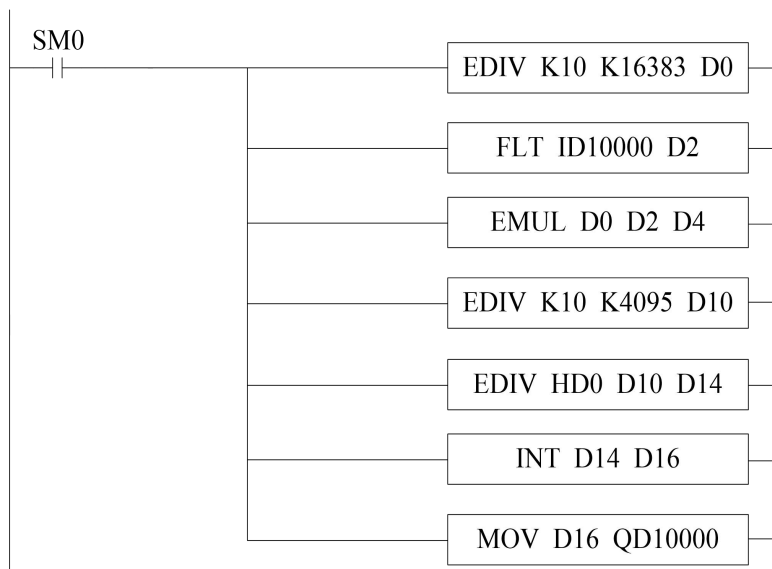 SM0
EDIV K10 K16383 D0
FLT ID10000 D2
EMUL D0 D2 D4
EDIV K10 K4095 D10
EDIV HD0 D10 D14
INT D14 D16
MOV D16 QD10000